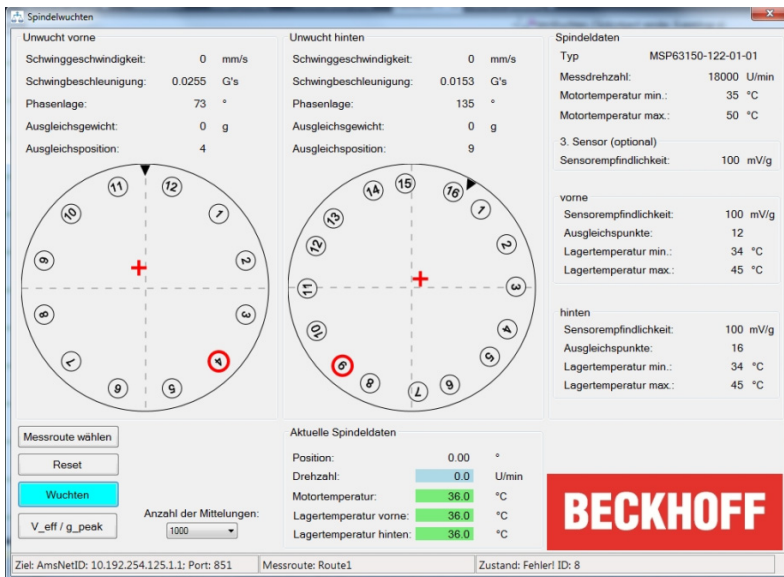 Spindelwuchten
Unwucht vorne
Schwinggeschwindigkeit: 0 mm/s
Schwingbeschleunigung: 0.0255 G's
Phasenlage: 73 °
Ausgleichsgewicht: 0 g
Ausgleichsposition: 4
11
12
10
1
9
2
8
3
7
4
6
5
Unwucht hinten
Schwinggeschwindigkeit: 0 mm/s
Schwingbeschleunigung: 0.0153 G's
Phasenlage: 135 °
Ausgleichsgewicht: 0 g
Ausgleichsposition: 9
14
15
16
13
1
12
2
11
3
10
4
9
5
8
7
6
Spindeldaten
Typ MSP63150-122-01-01
Messdrehzahl: 18000 U/min
Motortemperatur min.: 35 °C
Motortemperatur max.: 50 °C
3. Sensor (optional)
Sensorempfindlichkeit: 100 mV/g
vorne
Sensorempfindlichkeit: 100 mV/g
Ausgleichspunkte: 12
Lagertemperatur min.: 34 °C
Lagertemperatur max.: 45 °C
hinten
Sensorempfindlichkeit: 100 mV/g
Ausgleichspunkte: 16
Lagertemperatur min.: 34 °C
Lagertemperatur max.: 45 °C
Messroute wählen
Reset
Wuchten
V_eff / g_peak
Anzahl der Mittelungen:
1000
Aktuelle Spindeldaten
Position: 0.00 °
Drehzahl: 0.0 U/min
Motortemperatur: 36.0 °C
Lagertemperatur vorne: 36.0 °C
Lagertemperatur hinten: 36.0 °C
BECKHOFF
Ziel: AmsNetID: 10.192.254.125.1.1; Port: 851 Messroute: Route1 Zustand: Fehler! ID: 8